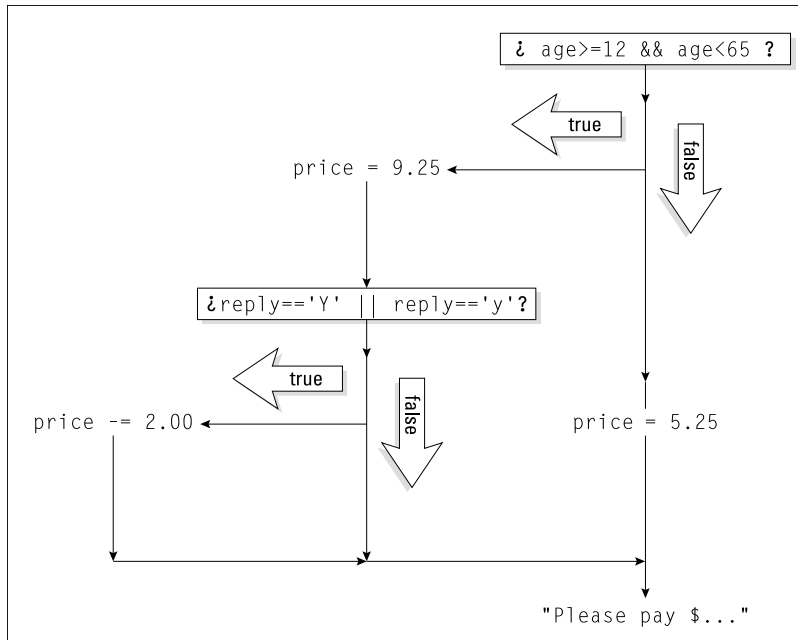 ¿ age>=12 && age<65 ?
true
false
price = 9.25
¿reply=='Y' || reply=='y'?
true
false
price -= 2.00
price = 5.25
"Please pay $..."